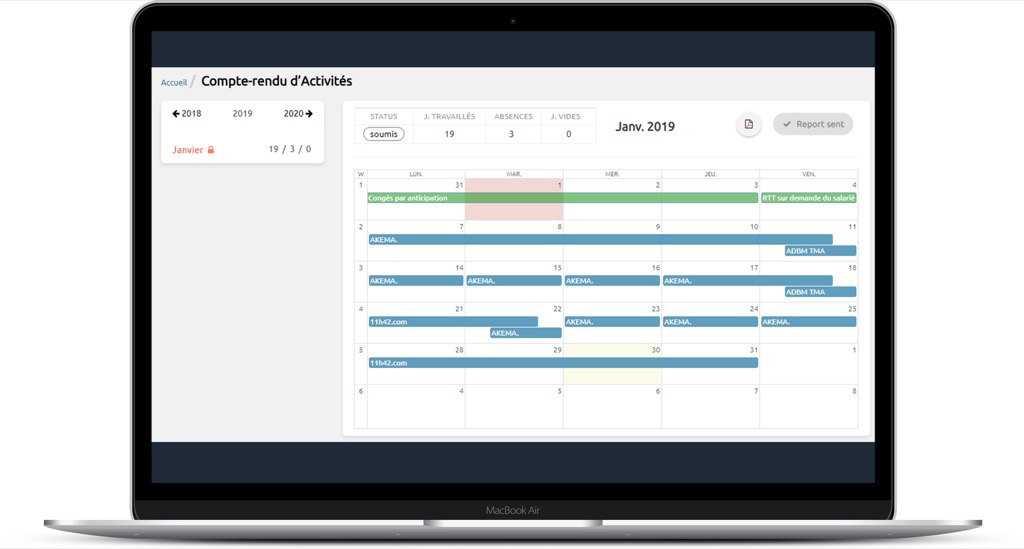 Accueil / Compte-rendu d'Activités
2018 2019 2020
Janvier 19 / 3 / 0
STATUS J. TRAVAILLÉS ABSENCES J. VIDES
soumis 19 3 0
Janv. 2019
Report sent
W LUN. MAR. MER. JEU. VEN.
1 31 1 2 3 4
Congés par anticipation RTT sur demande du salarié
2 7 8 9 10 11
AKEMA.
ADBM TMA
3 14 15 16 17 18
AKEMA. AKEMA. AKEMA. AKEMA.
ADBM TMA
4 21 22 23 24 25
11h42.com AKEMA. AKEMA. AKEMA.
AKEMA.
5 28 29 30 31 1
11h42.com
6 4 5 6 7 8
MacBook Air